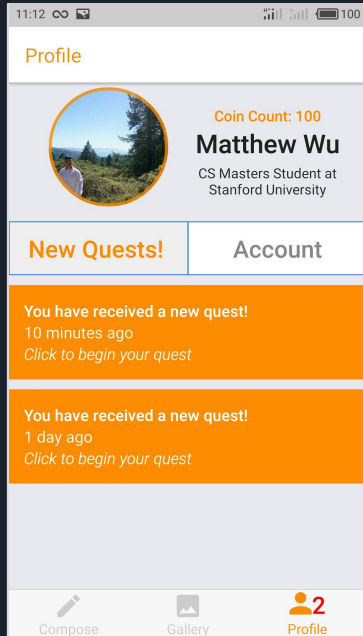 11:12 100
Profile
Coin Count: 100
Matthew Wu
CS Masters Student at
Stanford University
New Quests! Account
You have received a new quest!
10 minutes ago
Click to begin your quest
You have received a new quest!
1 day ago
Click to begin your quest
2
Compose Gallery Profile